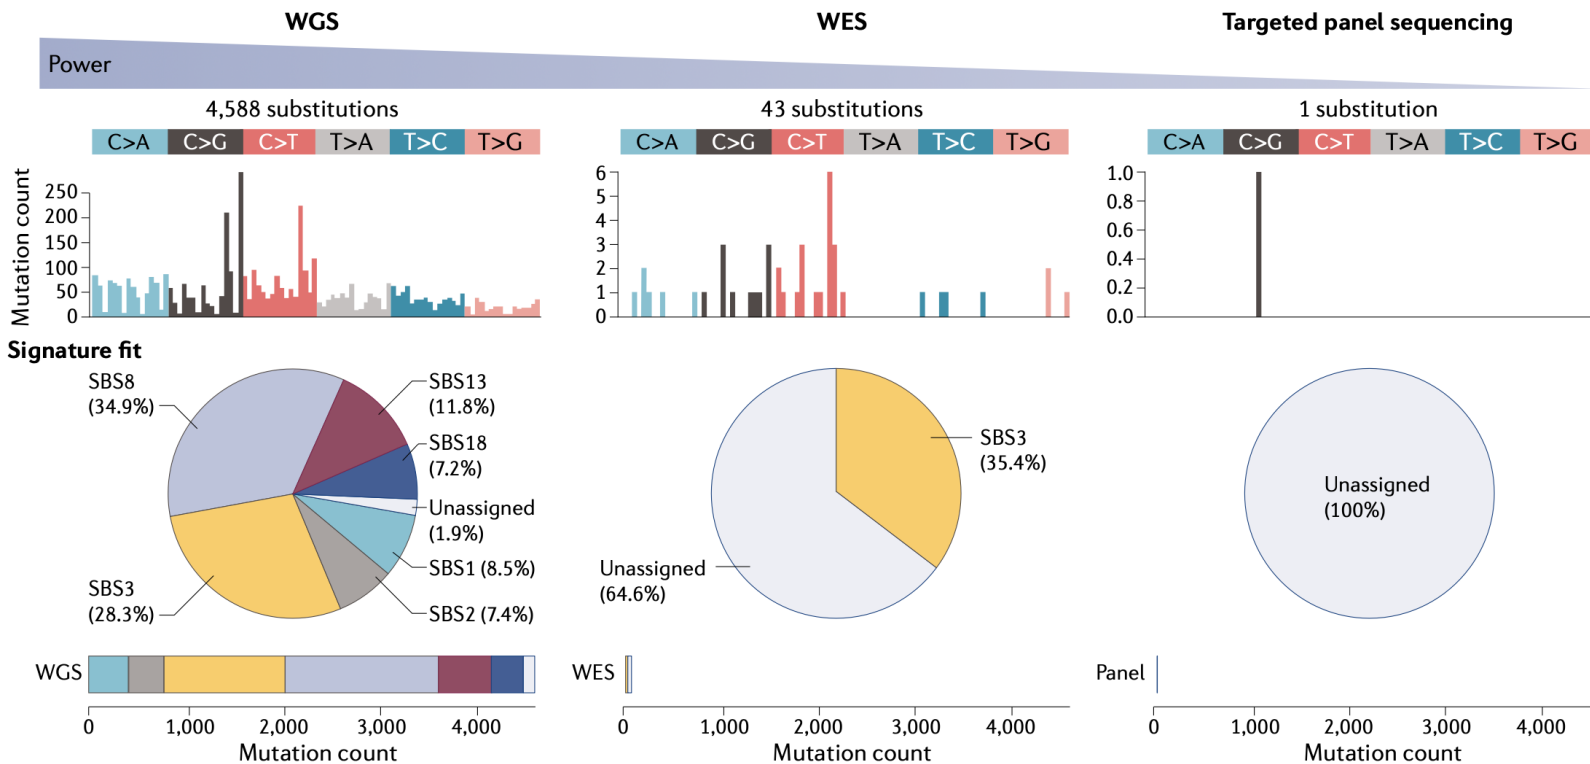 WGS
WES
Targeted panel sequencing
Power
4,588 substitutions
43 substitutions
1 substitution
C>A C>G C>T T>A T>C T>G
C>A C>G C>T T>A T>C T>G
C>A C>G C>T T>A T>C T>G
Mutation count
250
200
150
100
50
0
6
5
4
3
2
1
0
1.0
0.8
0.6
0.4
0.2
0.0
Signature fit
SBS8
(34.9%)
SBS13
(11.8%)
SBS18
(7.2%)
Unassigned
(1.9%)
SBS1 (8.5%)
SBS2 (7.4%)
SBS3
(28.3%)
SBS3
(35.4%)
Unassigned
(64.6%)
Unassigned
(100%)
WGS
0 1,000 2,000 3,000 4,000
Mutation count
WES
0 1,000 2,000 3,000 4,000
Mutation count
Panel
0 1,000 2,000 3,000 4,000
Mutation count